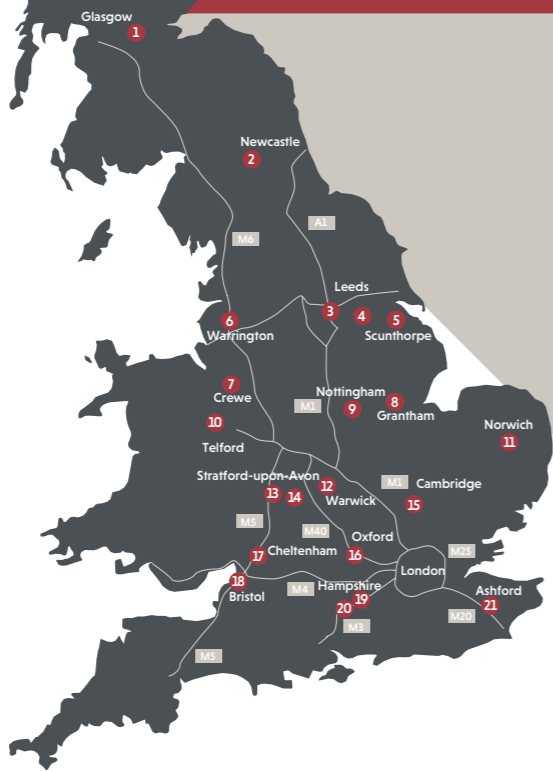 Glasgow
1
Newcastle
2
A1
M6
Leeds
3
4
5
6
Warrington
Scunthorpe
7
Crewe
Nottingham
M1
9
8
Grantham
10
Telford
Norwich
11
Stratford-upon-Avon
12
M1
Cambridge
13
14
Warwick
15
M5
M40
Oxford
17
Cheltenham
16
M25
London
18
Bristol
M4
Hampshire
19
20
Ashford
21
M3
M20
M5